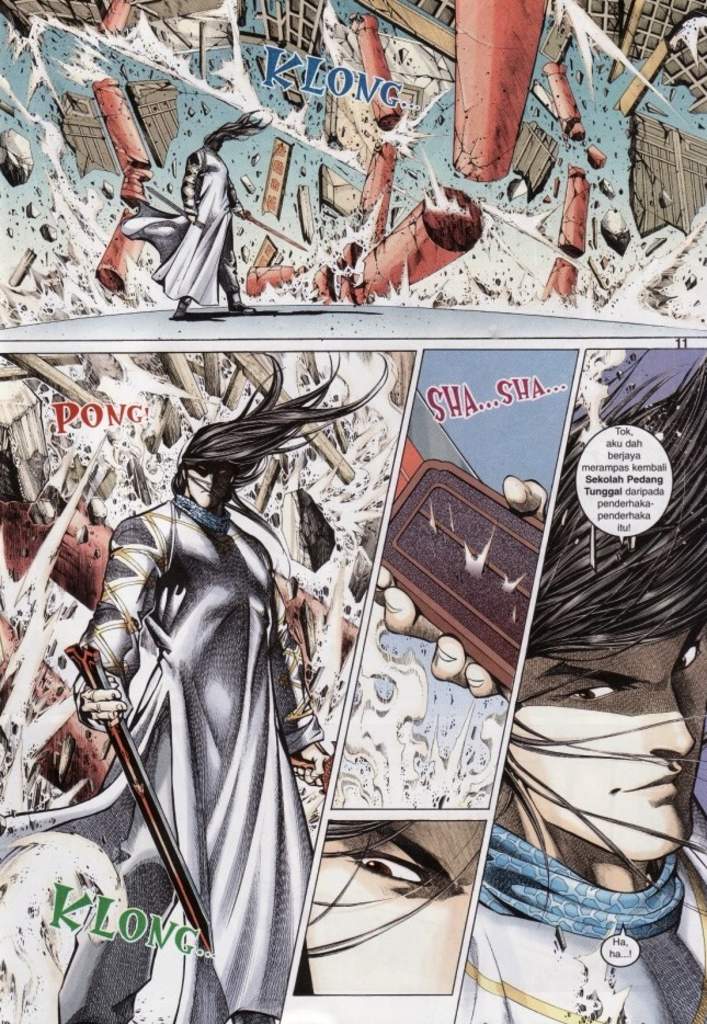 KLONG...
11
PONG!
SHA...SHA...
Tok,
aku dah
berjaya
merampas kembali
Sekolah Pedang
Tunggal daripada
penderhaka-
penderhaka
itu!
KLONG...
Ha,
ha...!